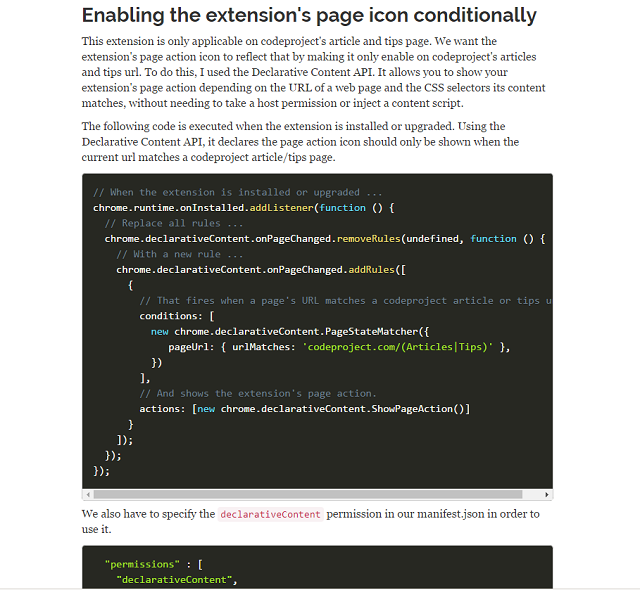 Enabling the extension's page icon conditionally
This extension is only applicable on codeproject's article and tips page. We want the
extension's page action icon to reflect that by making it only enable on codeproject's articles
and tips url. To do this, I used the Declarative Content API. It allows you to show your
extension's page action depending on the URL of a web page and the CSS selectors its content
matches, without needing to take a host permission or inject a content script.
The following code is executed when the extension is installed or upgraded. Using the
Declarative Content API, it declares the page action icon should only be shown when the
current url matches a codeproject article/tips page.
// When the extension is installed or upgraded ...
chrome.runtime.onInstalled.addListener(function () {
// Replace all rules ...
chrome.declarativeContent.onPageChanged.removeRules(undefined, function () {
// With a new rule ...
chrome.declarativeContent.onPageChanged.addRules([
{
// That fires when a page's URL matches a codeproject article or tips u
conditions: [
new chrome.declarativeContent.PageStateMatcher({
pageUrl: { urlMatches: 'codeproject.com/(Articles|Tips)' },
})
],
// And shows the extension's page action.
actions: [new chrome.declarativeContent.ShowPageAction()]
}
]);
});
});
We also have to specify the declarativeContent permission in our manifest.json in order to
use it.
"permissions" : [
"declarativeContent",